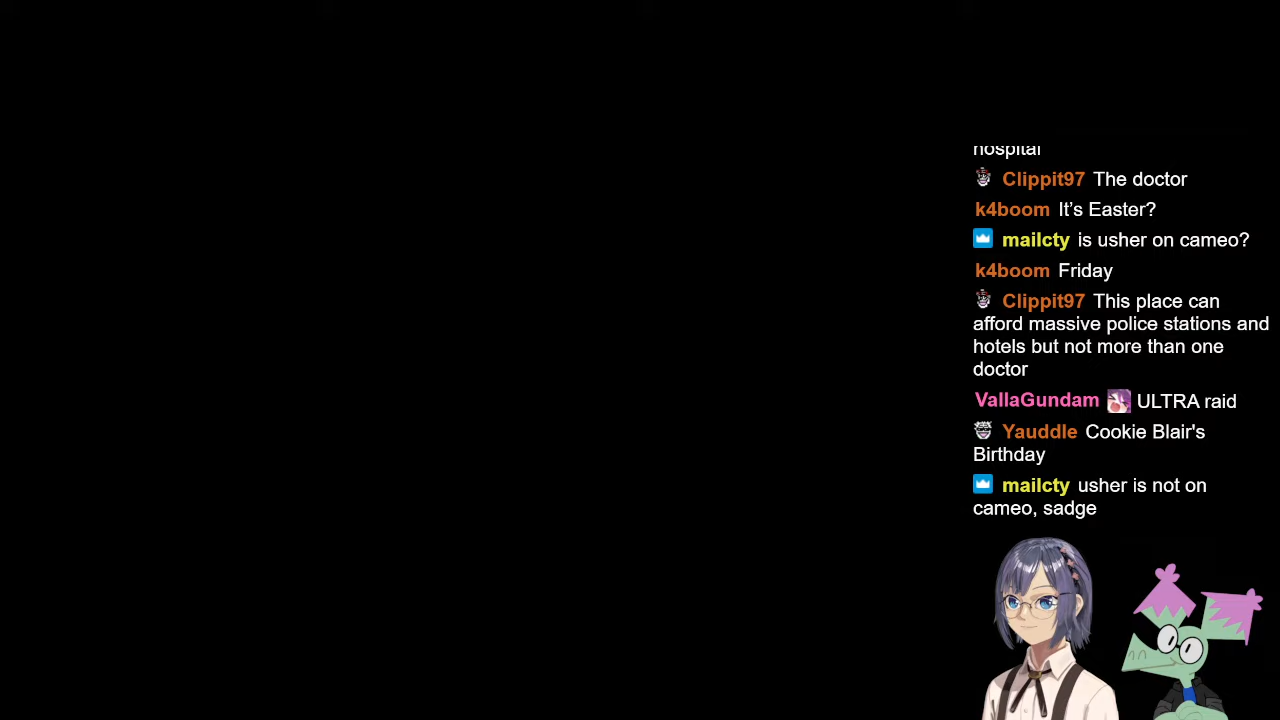 hospital
Clippit97 The doctor
k4boom It’s Easter?
mailcty is usher on cameo?
k4boom Friday
Clippit97 This place can
afford massive police stations and
hotels but not more than one
doctor
VallaGundam ULTRA raid
Yauddle Cookie Blair's
Birthday
mailcty usher is not on
cameo, sadge